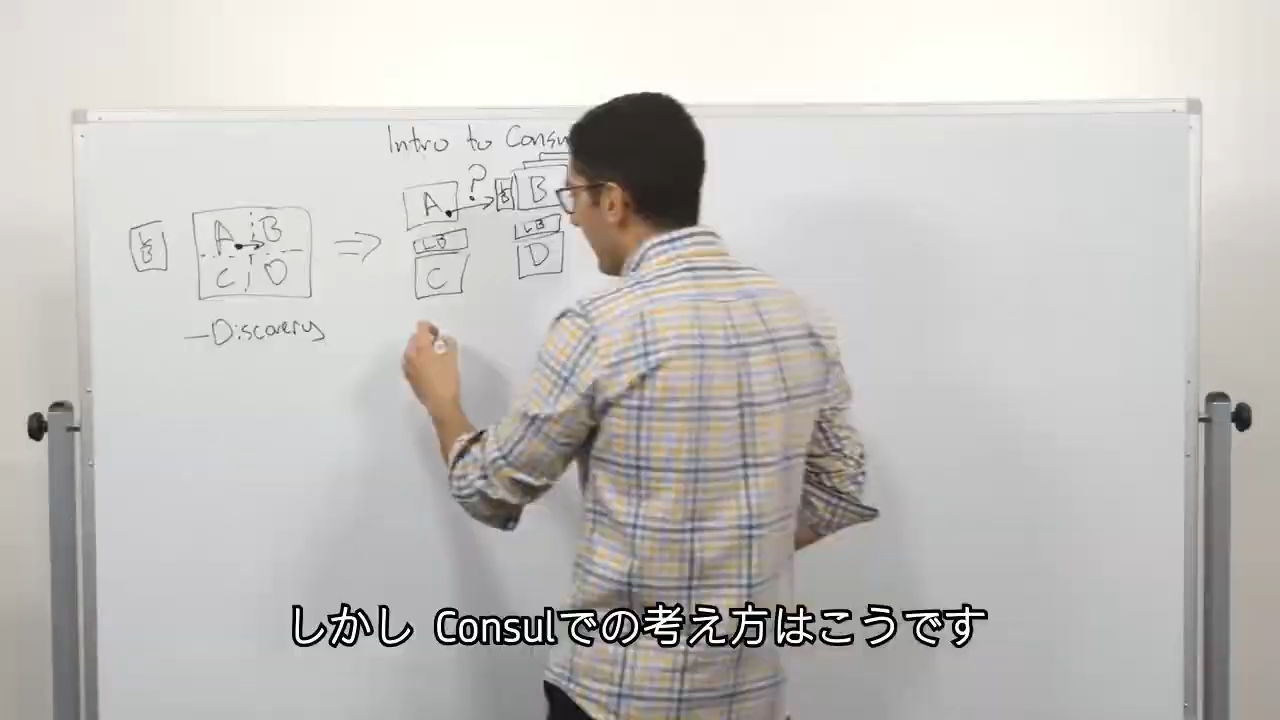 Intro to Consu
A ? LB B
LB A B
C D
LB LB
C D
-Discovery
しかし Consulでの考え方はこうです